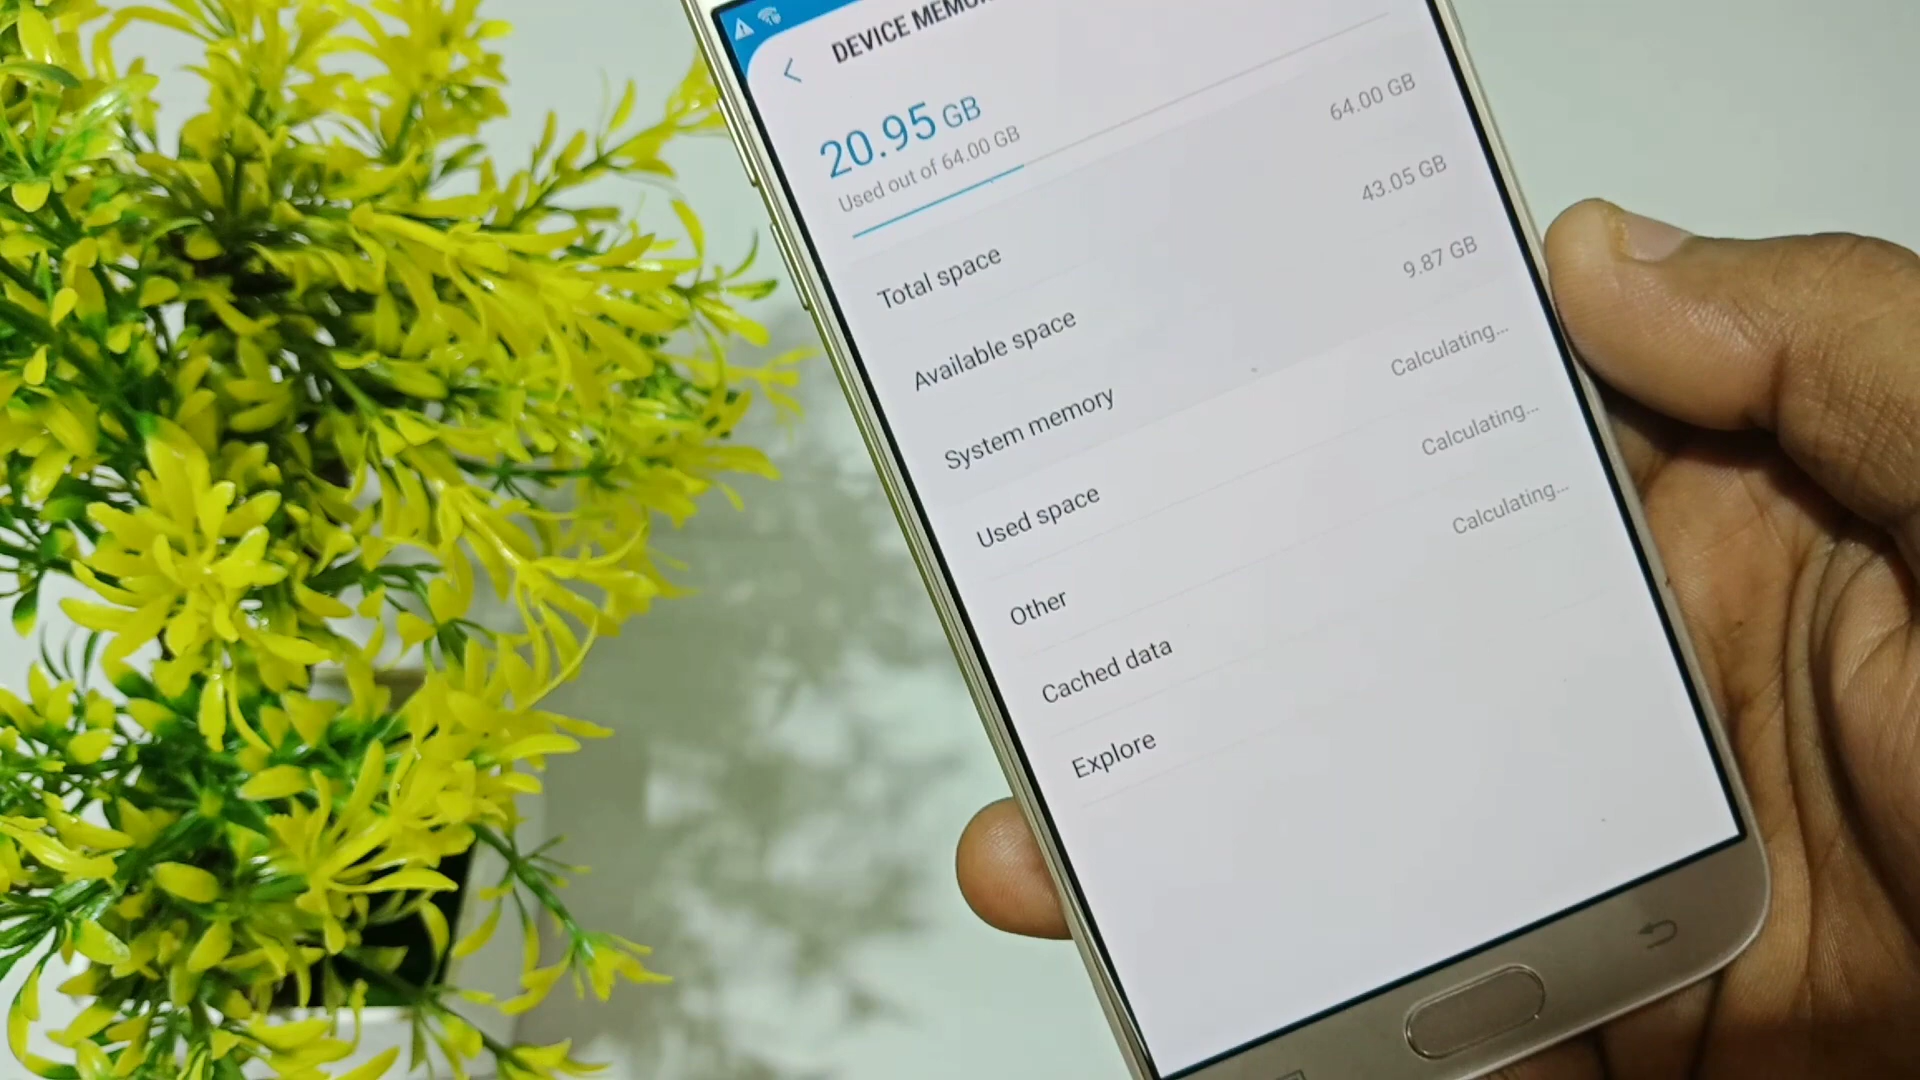 DEVICE MEMOR
20.95 GB
Used out of 64.00 GB
Total space 64.00 GB
Available space 43.05 GB
System memory 9.87 GB
Used space Calculating...
Other Calculating...
Cached data Calculating...
Explore